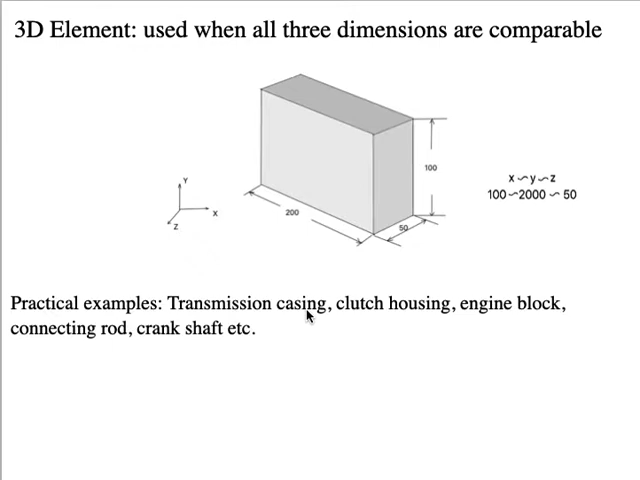 3D Element: used when all three dimensions are comparable
Y
X
Z
200
50
100
x ~ y ~ z
100 ~ 2000 ~ 50
Practical examples: Transmission casing, clutch housing, engine block,
connecting rod, crank shaft etc.